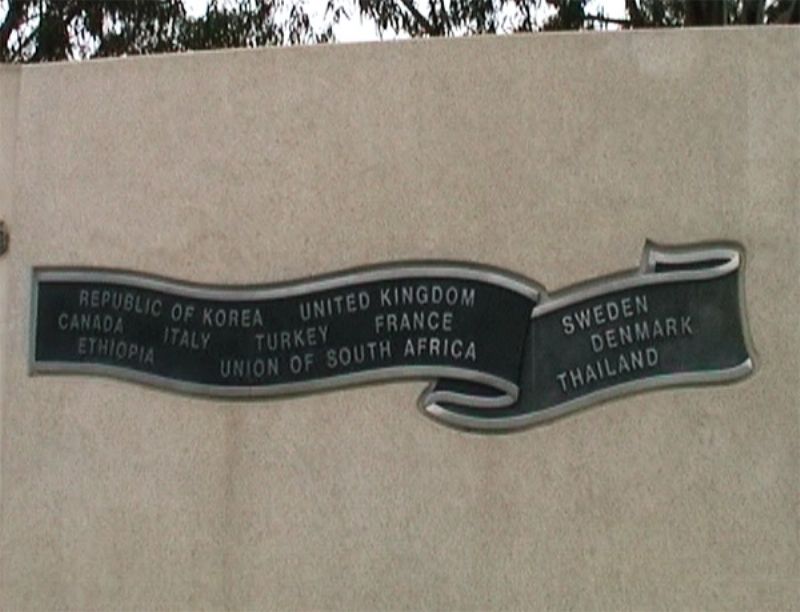 REPUBLIC OF KOREA UNITED KINGDOM
CANADA ITALY TURKEY FRANCE
ETHIOPIA UNION OF SOUTH AFRICA
SWEDEN
DENMARK
THAILAND